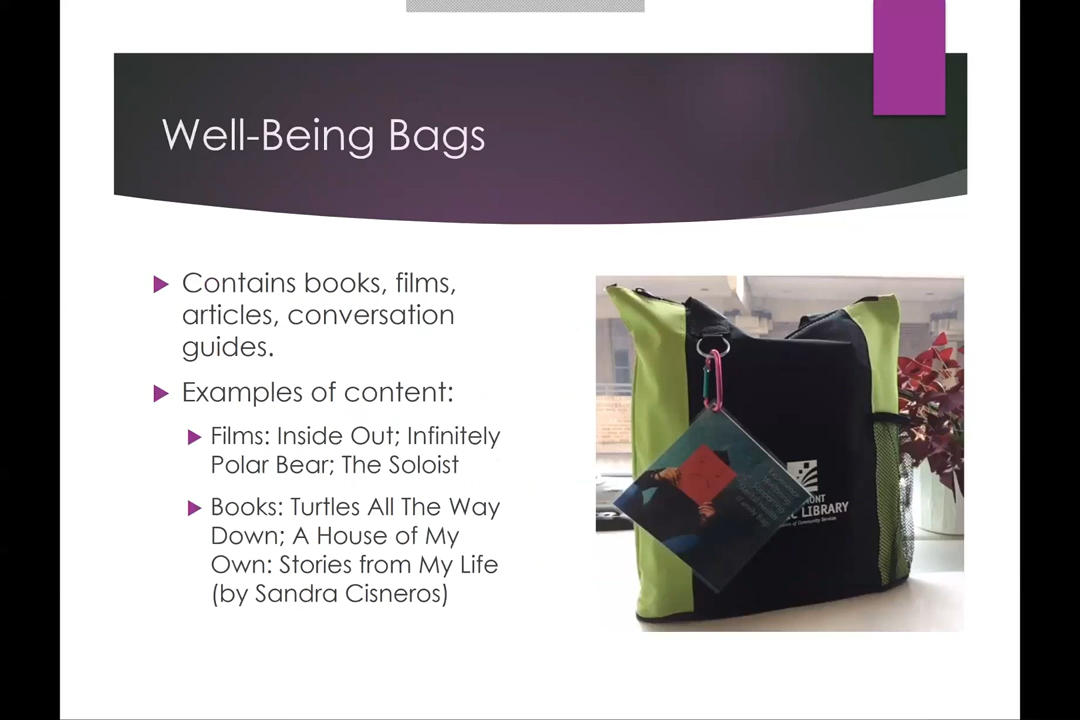 Well-Being Bags
Contains books, films,
articles, conversation
guides.
Examples of content:
Films: Inside Out; Infinitely
Polar Bear; The Soloist
Books: Turtles All The Way
Down; A House of My
Own: Stories from My Life
(by Sandra Cisneros)
LIBRARY